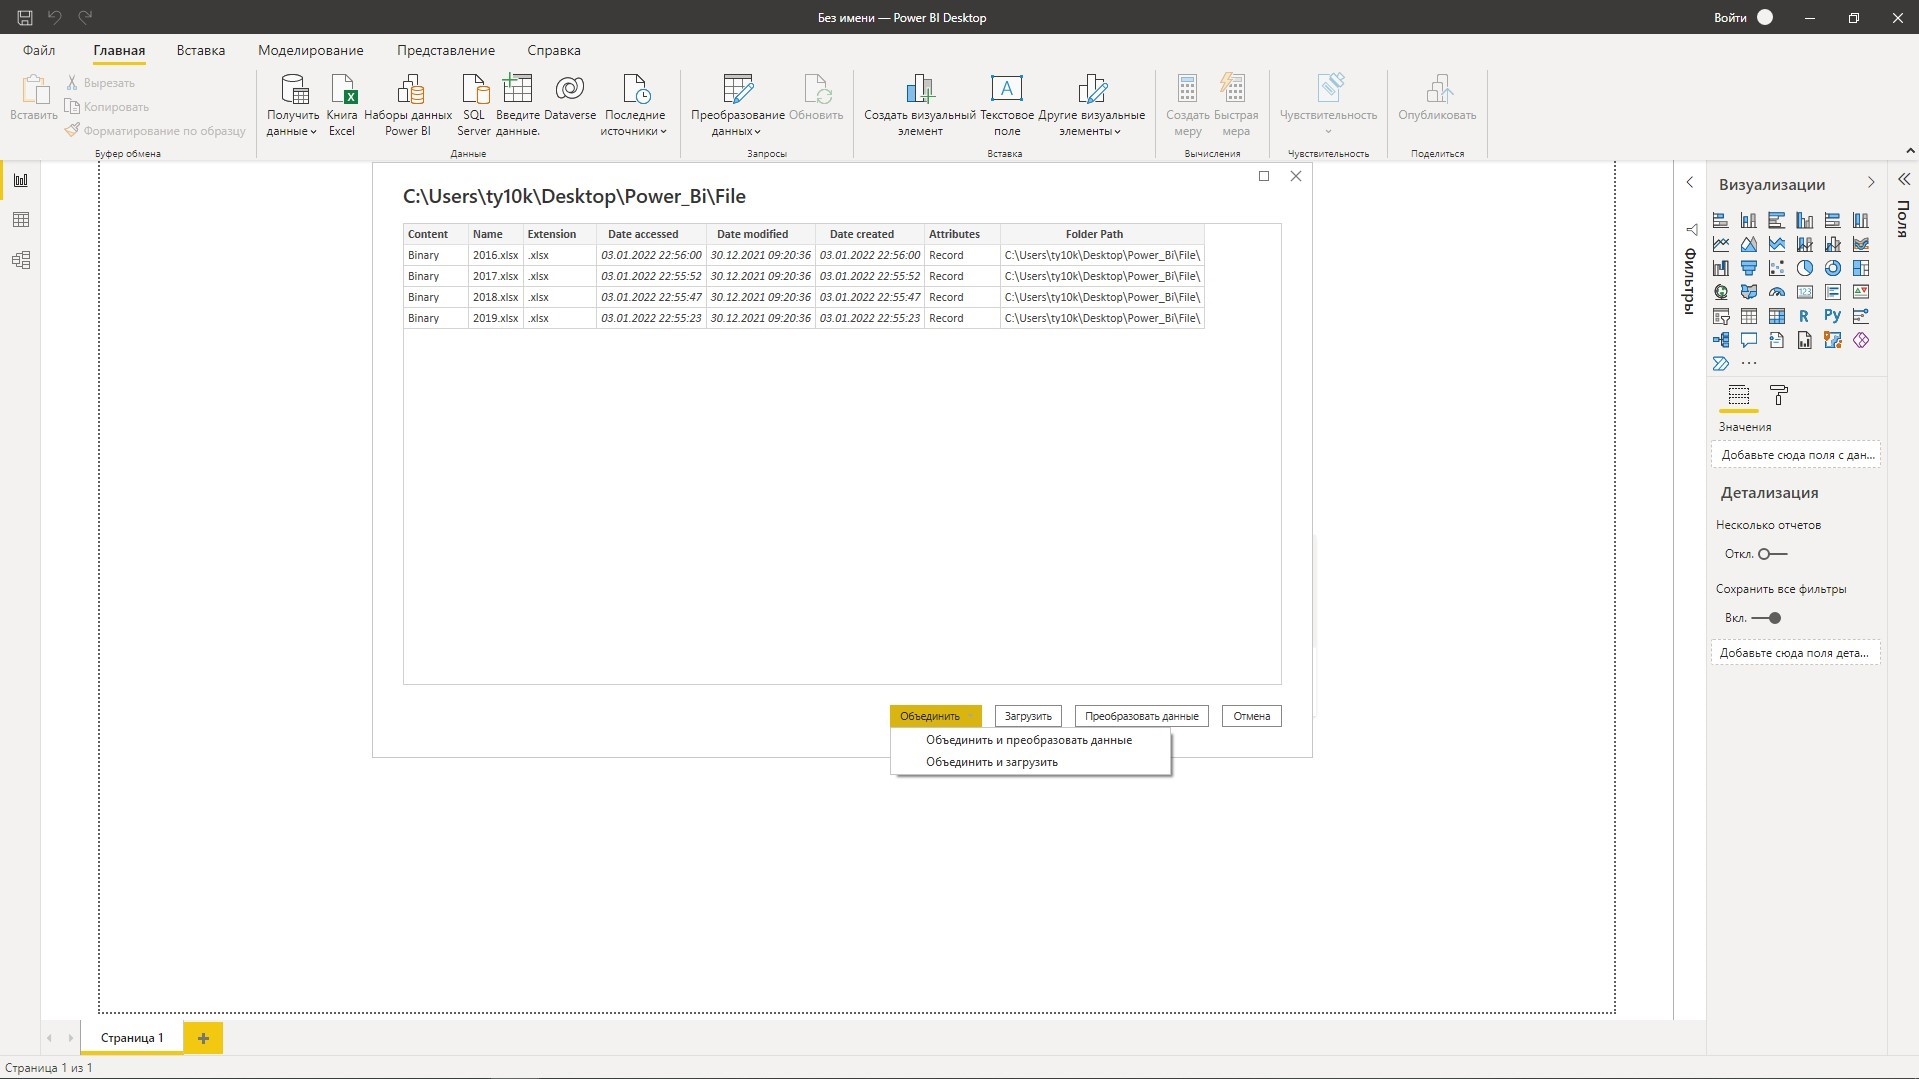 Без имени — Power BI Desktop
Войти
Файл
Главная
Вставка
Моделирование
Представление
Справка
Вставить
Вырезать
Копировать
Форматирование по образцу
Буфер обмена
Получить данные
Книга Excel
Наборы данных Power BI
SQL Server
Введите данные.
Dataverse
Последние источники
Данные
Преобразование данных
Обновить
Запросы
Создать визуальный элемент
Текстовое поле
Другие визуальные элементы
Вставка
Создать меру
Быстрая мера
Вычисления
Чувствительность
Чувствительность
Опубликовать
Поделиться
C:\Users\ty10k\Desktop\Power_Bi\File
Content Name Extension Date accessed Date modified Date created Attributes Folder Path
Binary 2016.xlsx .xlsx 03.01.2022 22:56:00 30.12.2021 09:20:36 03.01.2022 22:56:00 Record C:\Users\ty10k\Desktop\Power_Bi\File\
Binary 2017.xlsx .xlsx 03.01.2022 22:55:52 30.12.2021 09:20:36 03.01.2022 22:55:52 Record C:\Users\ty10k\Desktop\Power_Bi\File\
Binary 2018.xlsx .xlsx 03.01.2022 22:55:47 30.12.2021 09:20:36 03.01.2022 22:55:47 Record C:\Users\ty10k\Desktop\Power_Bi\File\
Binary 2019.xlsx .xlsx 03.01.2022 22:55:23 30.12.2021 09:20:36 03.01.2022 22:55:23 Record C:\Users\ty10k\Desktop\Power_Bi\File\
Объединить
Загрузить
Преобразовать данные
Отмена
Объединить и преобразовать данные
Объединить и загрузить
Фильтры
Визуализации
R
Py
123
Значения
Добавьте сюда поля с дан...
Детализация
Несколько отчетов
Откл.
Сохранить все фильтры
Вкл.
Добавьте сюда поля дета...
Поля
Страница 1
Страница 1 из 1